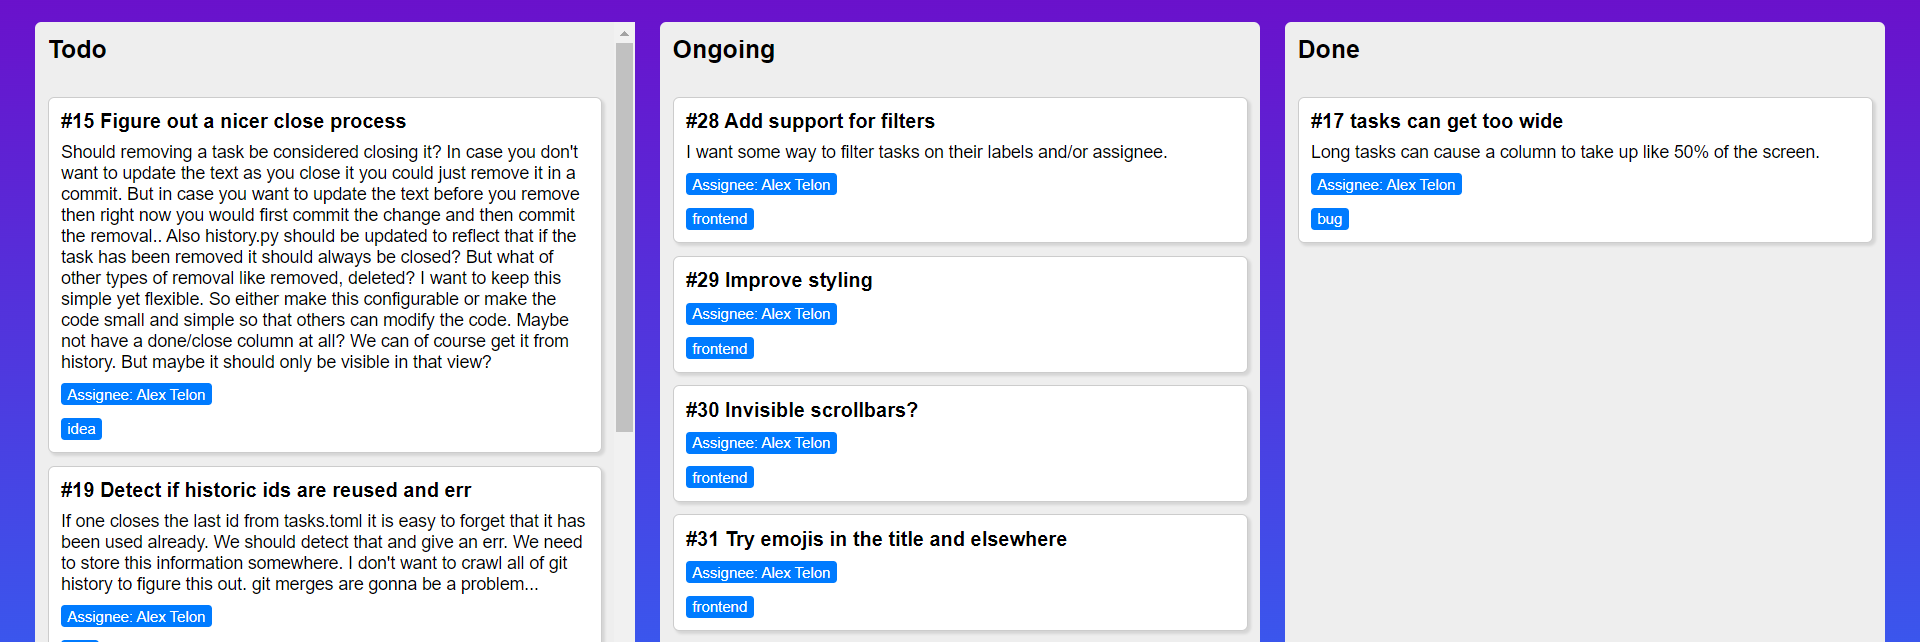 Todo
#15 Figure out a nicer close process
Should removing a task be considered closing it? In case you don't
want to update the text as you close it you could just remove it in a
commit. But in case you want to update the text before you remove
then right now you would first commit the change and then commit
the removal.. Also history.py should be updated to reflect that if the
task has been removed it should always be closed? But what of
other types of removal like removed, deleted? I want to keep this
simple yet flexible. So either make this configurable or make the
code small and simple so that others can modify the code. Maybe
not have a done/close column at all? We can of course get it from
history. But maybe it should only be visible in that view?
Assignee: Alex Telon
idea
#19 Detect if historic ids are reused and err
If one closes the last id from tasks.toml it is easy to forget that it has
been used already. We should detect that and give an err. We need
to store this information somewhere. I don't want to crawl all of git
history to figure this out. git merges are gonna be a problem...
Assignee: Alex Telon
Ongoing
#28 Add support for filters
I want some way to filter tasks on their labels and/or assignee.
Assignee: Alex Telon
frontend
#29 Improve styling
Assignee: Alex Telon
frontend
#30 Invisible scrollbars?
Assignee: Alex Telon
frontend
#31 Try emojis in the title and elsewhere
Assignee: Alex Telon
frontend
Done
#17 tasks can get too wide
Long tasks can cause a column to take up like 50% of the screen.
Assignee: Alex Telon
bug